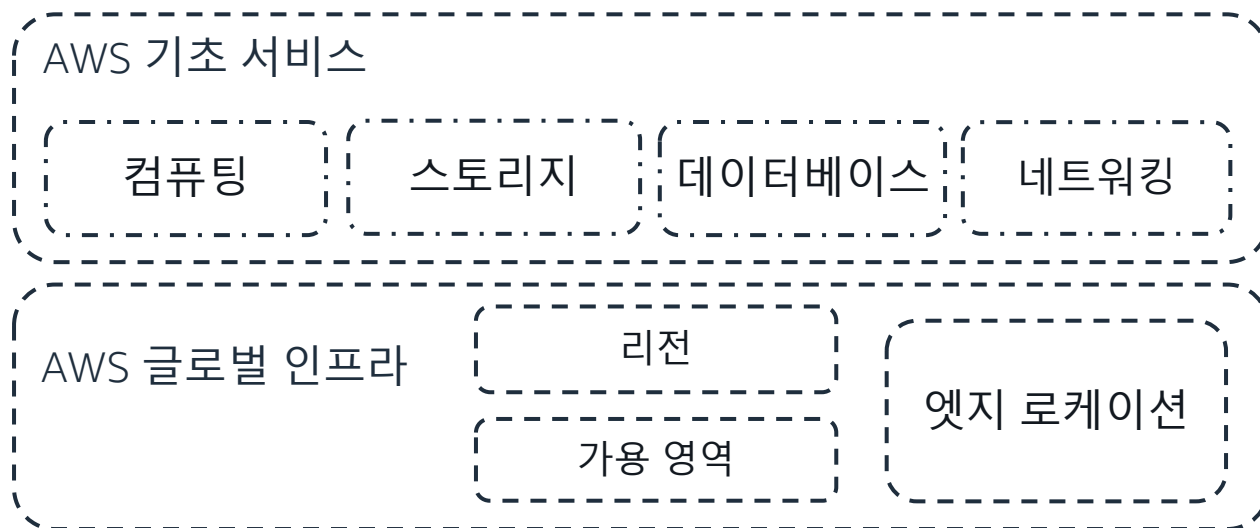 AWS 기초 서비스
컴퓨팅
스토리지
데이터베이스
네트워킹
AWS 글로벌 인프라
리전
가용 영역
엣지 로케이션